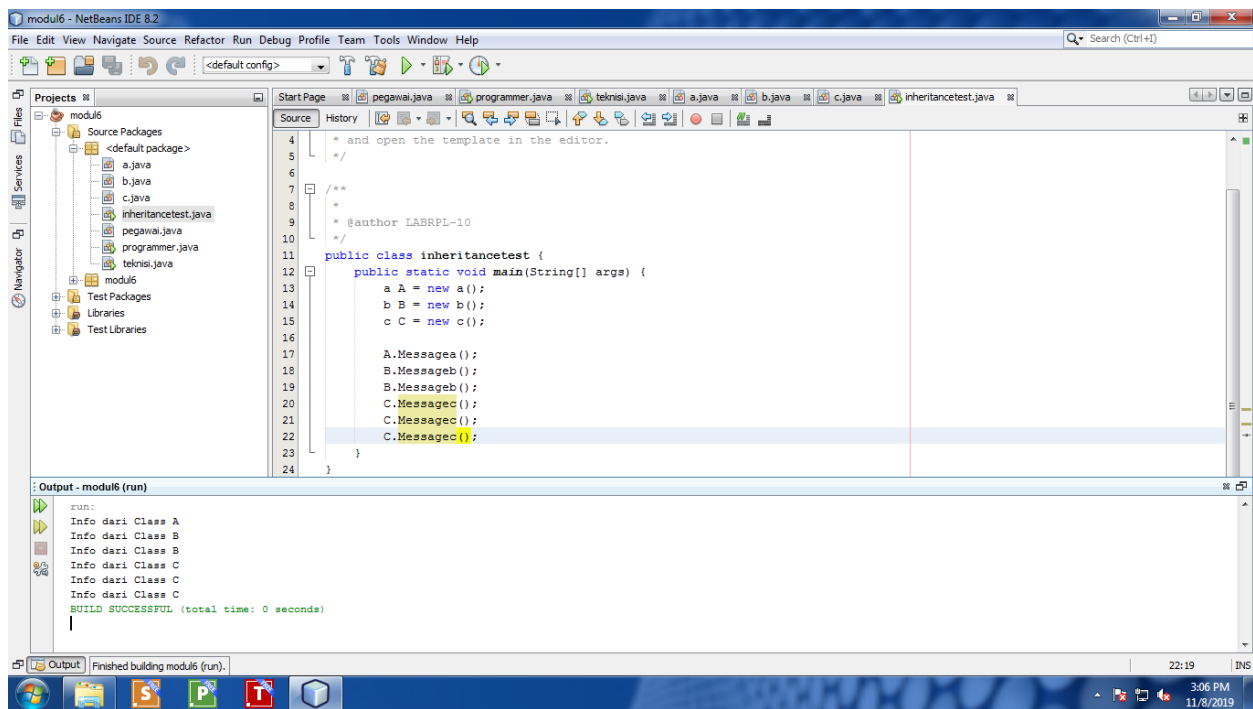 modul6 - NetBeans IDE 8.2
File Edit View Navigate Source Refactor Run Debug Profile Team Tools Window Help
Search (Ctrl+I)
<default config>
Projects
Start Page pegawai.java programmer.java teknisi.java a.java b.java c.java inheritancetest.java
Files
Services
Navigator
modul6
Source Packages
<default package>
a.java
b.java
c.java
inheritancetest.java
pegawai.java
programmer.java
teknisi.java
modul6
Test Packages
Libraries
Test Libraries
Source History
4 * and open the template in the editor.
5 */
6
7 /**
8 *
9 * @author LABRPL-10
10 */
11 public class inheritancetest {
12 public static void main(String[] args) {
13 a A = new a();
14 b B = new b();
15 c C = new c();
16
17 A.Messagea();
18 B.Messageb();
19 B.Messageb();
20 C.Messagec();
21 C.Messagec();
22 C.Messagec();
23 }
24 }
Output - modul6 (run)
run:
Info dari Class A
Info dari Class B
Info dari Class B
Info dari Class C
Info dari Class C
Info dari Class C
BUILD SUCCESSFUL (total time: 0 seconds)
Output Finished building modul6 (run).
22:19 INS
S P T
3:06 PM
11/8/2019